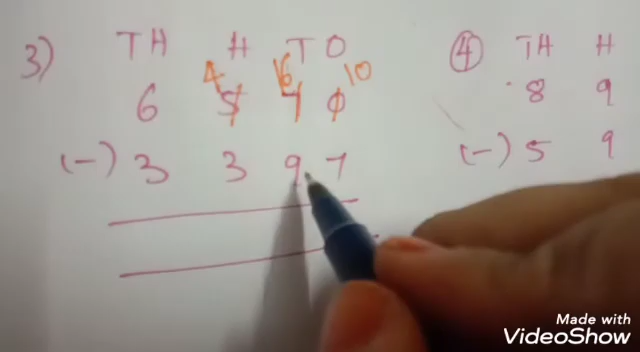 3) TH H T O
4 16 10
6 5 7 0
(-) 3 3 9 7
④ TH H
8 9
(-) 5 9
Made with
VideoShow